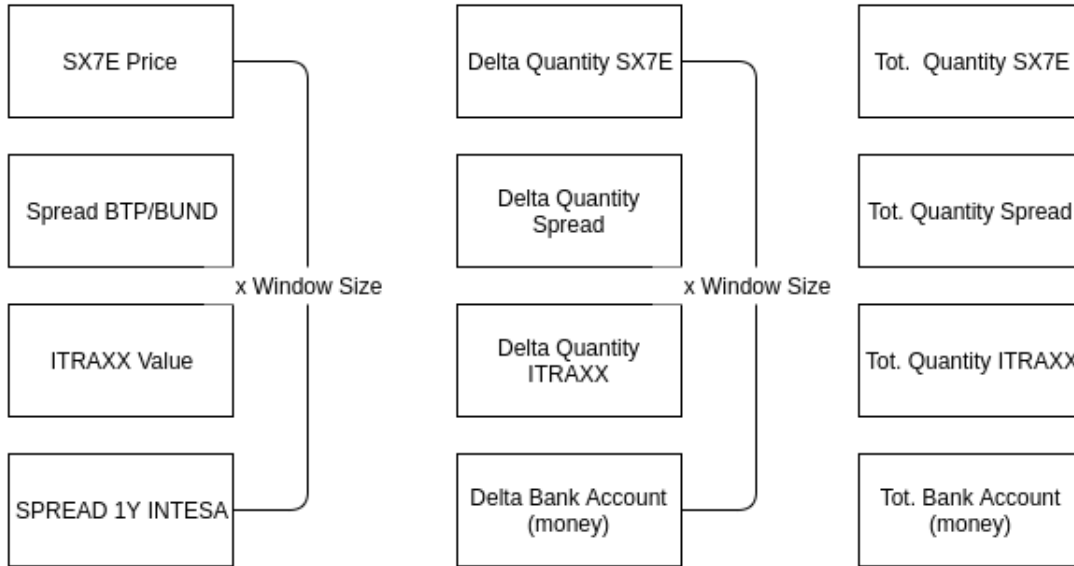 SX7E Price
Spread BTP/BUND
x Window Size
ITRAXX Value
SPREAD 1Y INTESA
Delta Quantity SX7E
Delta Quantity
Spread
x Window Size
Delta Quantity
ITRAXX
Delta Bank Account
(money)
Tot. Quantity SX7E
Tot. Quantity Spread
Tot. Quantity ITRAXX
Tot. Bank Account
(money)